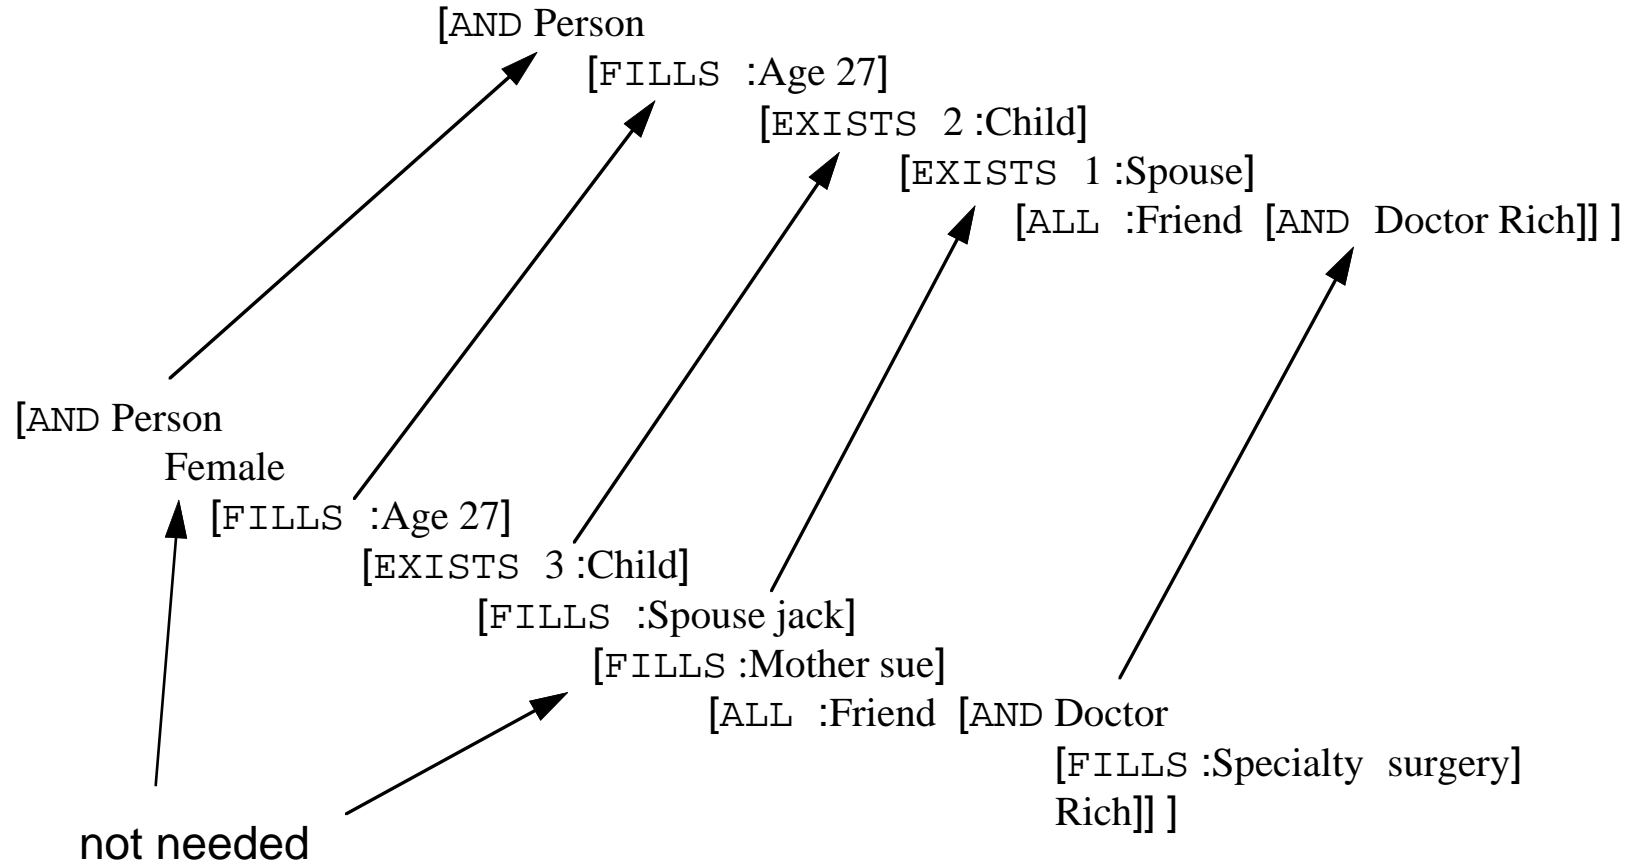 [AND Person
[FILLS :Age 27]
[EXISTS 2 :Child]
[EXISTS 1 :Spouse]
[ALL :Friend [AND Doctor Rich]] ]
[AND Person
Female
[FILLS :Age 27]
[EXISTS 3 :Child]
[FILLS :Spouse jack]
[FILLS :Mother sue]
[ALL :Friend [AND Doctor
[FILLS :Specialty surgery]
Rich]] ]
not needed